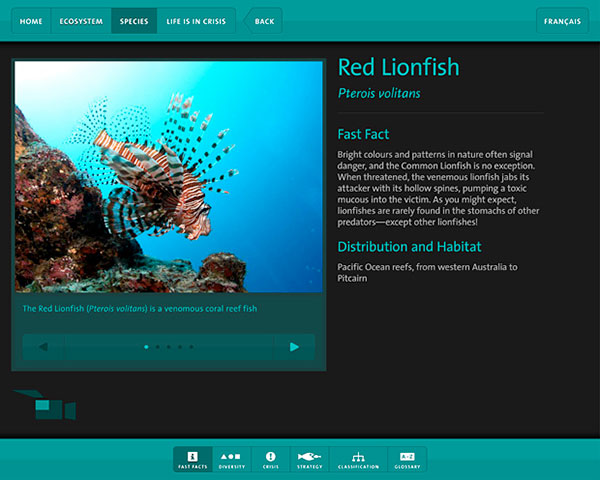 HOME
ECOSYSTEM
SPECIES
LIFE IS IN CRISIS
BACK
FRANÇAIS
Red Lionfish
Pterois volitans
Fast Fact
Bright colours and patterns in nature often signal
danger, and the Common Lionfish is no exception.
When threatened, the venemous lionfish jabs its
attacker with its hollow spines, pumping a toxic
mucous into the victim. As you might expect,
lionfishes are rarely found in the stomachs of other
predators—except other lionfishes!
Distribution and Habitat
Pacific Ocean reefs, from western Australia to
Pitcairn
The Red Lionfish (Pterois volitans) is a venomous coral reef fish
FAST FACTS
DIVERSITY
CRISIS
STRATEGY
CLASSIFICATION
A-Z
GLOSSARY